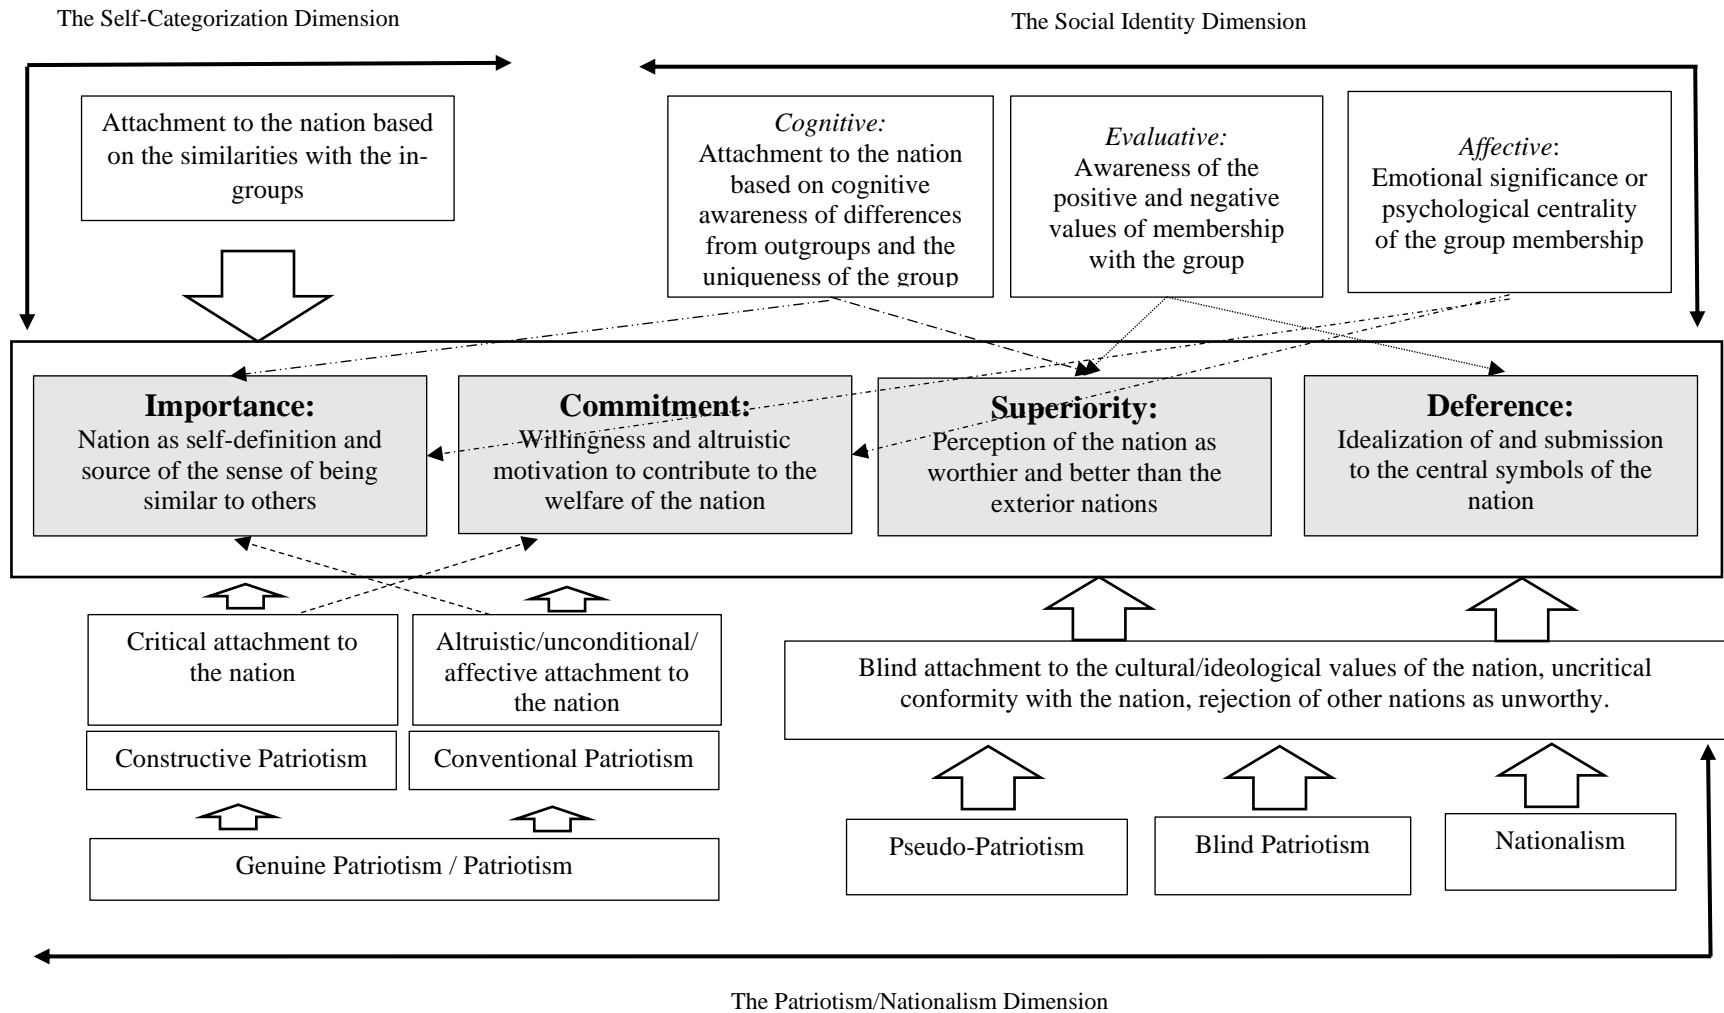 The Self-Categorization Dimension
The Social Identity Dimension
Attachment to the nation based
on the similarities with the in-
groups
Cognitive:
Attachment to the nation
based on cognitive
awareness of differences
from outgroups and the
uniqueness of the group
Evaluative:
Awareness of the
positive and negative
values of membership
with the group
Affective:
Emotional significance or
psychological centrality
of the group membership
Importance:
Nation as self-definition and
source of the sense of being
similar to others
Commitment:
Willingness and altruistic
motivation to contribute to the
welfare of the nation
Superiority:
Perception of the nation as
worthier and better than the
exterior nations
Deference:
Idealization of and submission
to the central symbols of the
nation
Critical attachment to
the nation
Altruistic/unconditional/
affective attachment to
the nation
Blind attachment to the cultural/ideological values of the nation, uncritical
conformity with the nation, rejection of other nations as unworthy.
Constructive Patriotism
Conventional Patriotism
Genuine Patriotism / Patriotism
Pseudo-Patriotism
Blind Patriotism
Nationalism
The Patriotism/Nationalism Dimension